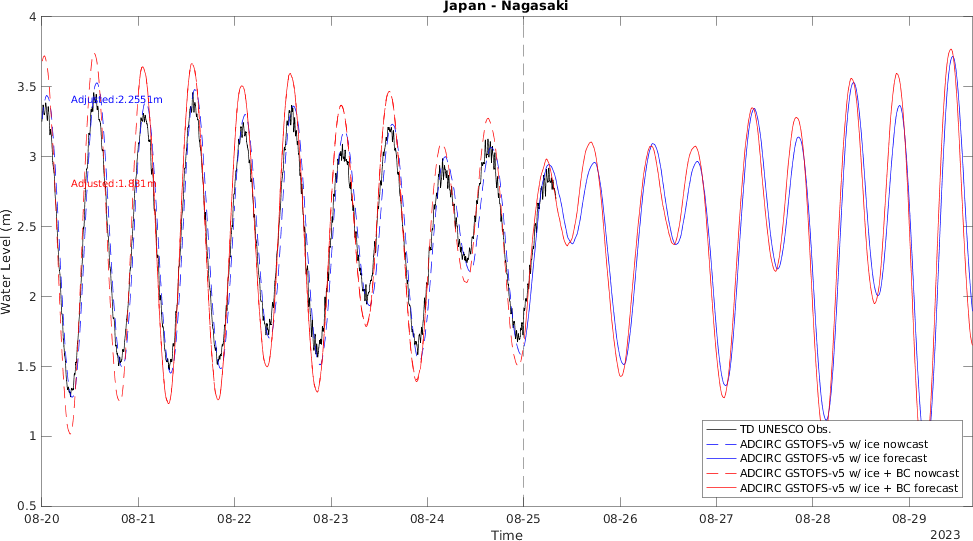 Japan - Nagasaki
4
3.5
3
2.5
2
1.5
1
0.5
Water Level (m)
Adjusted:2.2551m
TD UNESCO Obs.
ADCIRC GSTOFS-v5 w/ ice nowcast
ADCIRC GSTOFS-v5 w/ ice forecast
ADCIRC GSTOFS-v5 w/ ice + BC nowcast
ADCIRC GSTOFS-v5 w/ ice + BC forecast
08-20
08-21
08-22
08-23
08-24
08-25
08-26
08-27
08-28
08-29
Time
2023